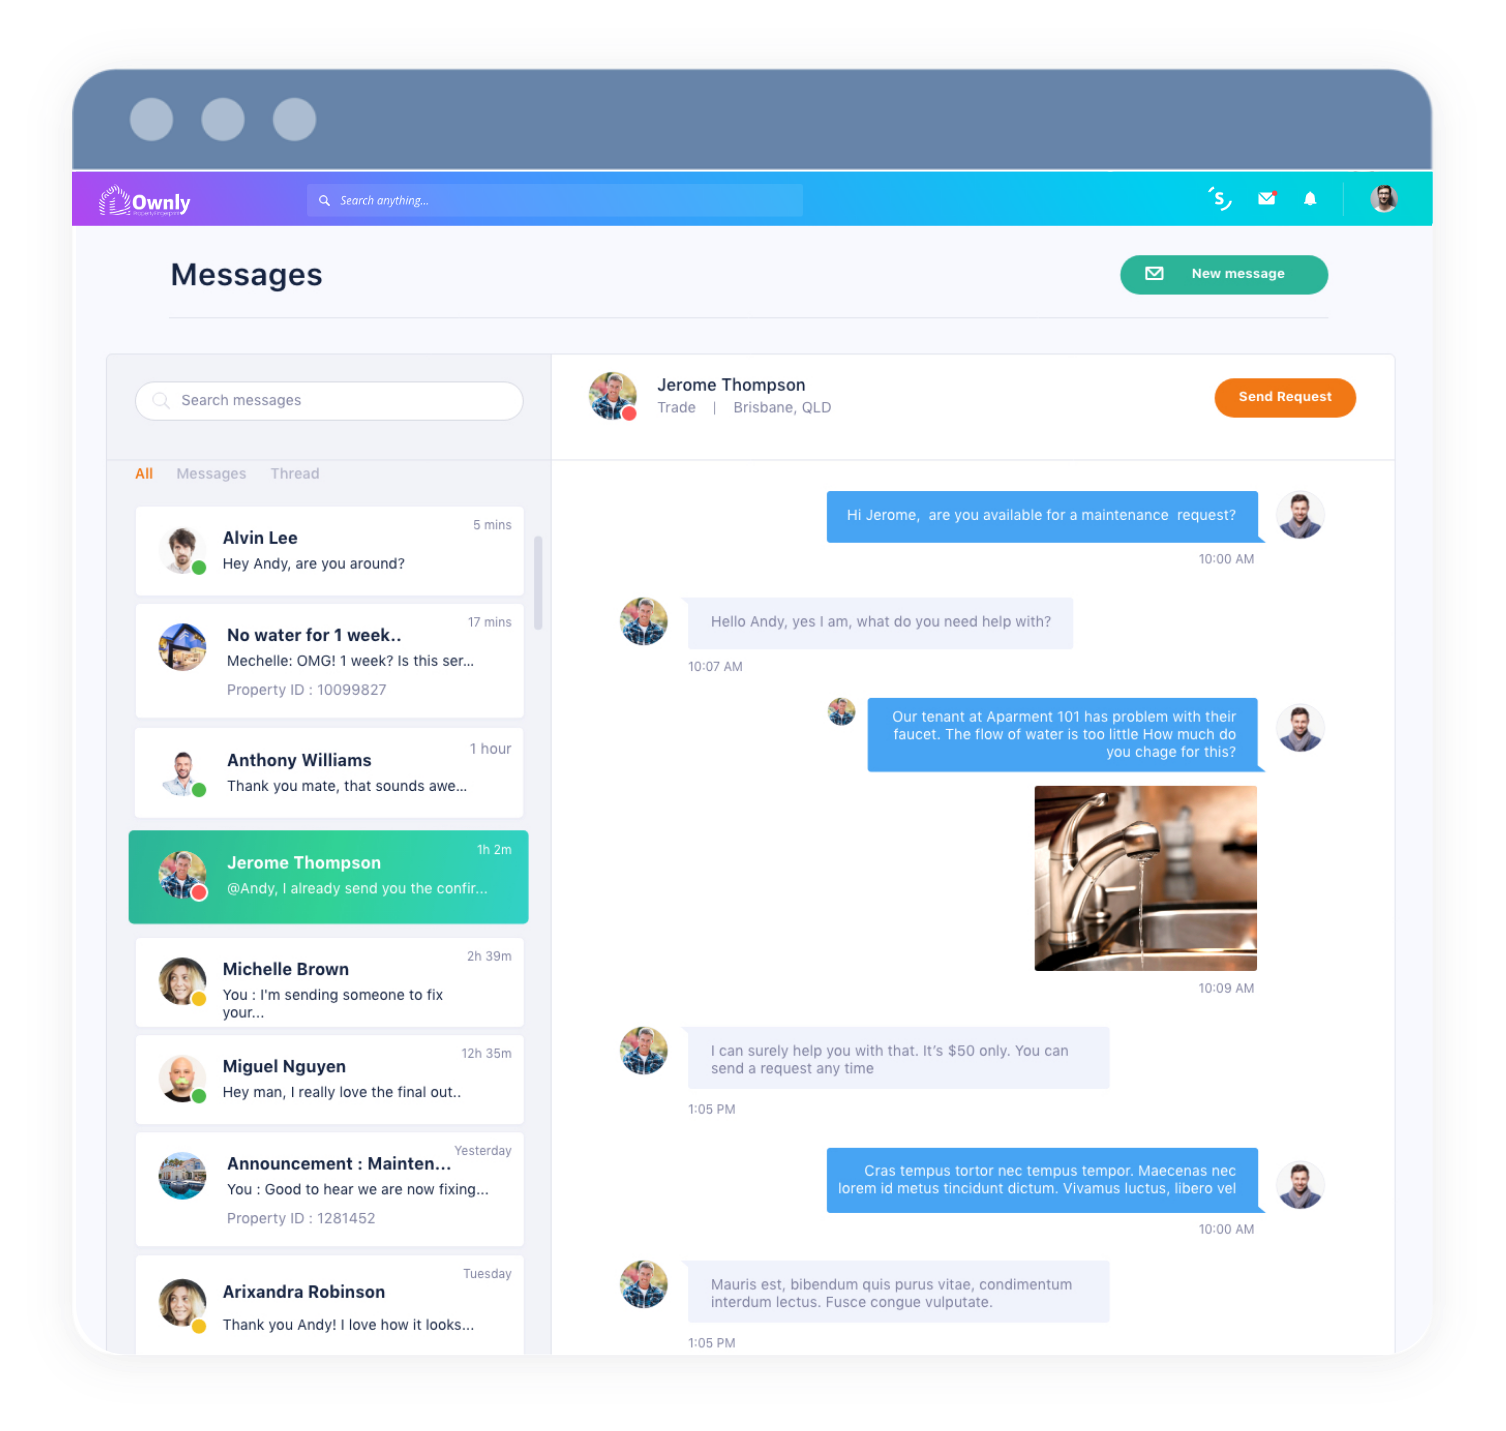 Ownly
Search anything...
S
Messages
New message
Search messages
Jerome Thompson
Trade | Brisbane, QLD
Send Request
All Messages Thread
5 mins
Alvin Lee
Hey Andy, are you around?
17 mins
No water for 1 week..
Mechelle: OMG! 1 week? Is this ser...
Property ID : 10099827
1 hour
Anthony Williams
Thank you mate, that sounds awe...
1h 2m
Jerome Thompson
@Andy, I already send you the confir...
2h 39m
Michelle Brown
You : I'm sending someone to fix
your...
12h 35m
Miguel Nguyen
Hey man, I really love the final out..
Yesterday
Announcement : Mainten...
You : Good to hear we are now fixing...
Property ID : 1281452
Tuesday
Arixandra Robinson
Thank you Andy! I love how it looks...
Hi Jerome,  are you available for a maintenance  request?
10:00 AM
Hello Andy, yes I am, what do you need help with?
10:07 AM
Our tenant at Aparment 101 has problem with their
faucet. The flow of water is too little How much do
you chage for this?
10:09 AM
I can surely help you with that. It's $50 only. You can
send a request any time
1:05 PM
Cras tempus tortor nec tempus tempor. Maecenas nec
lorem id metus tincidunt dictum. Vivamus luctus, libero vel
10:00 AM
Mauris est, bibendum quis purus vitae, condimentum
interdum lectus. Fusce congue vulputate.
1:05 PM